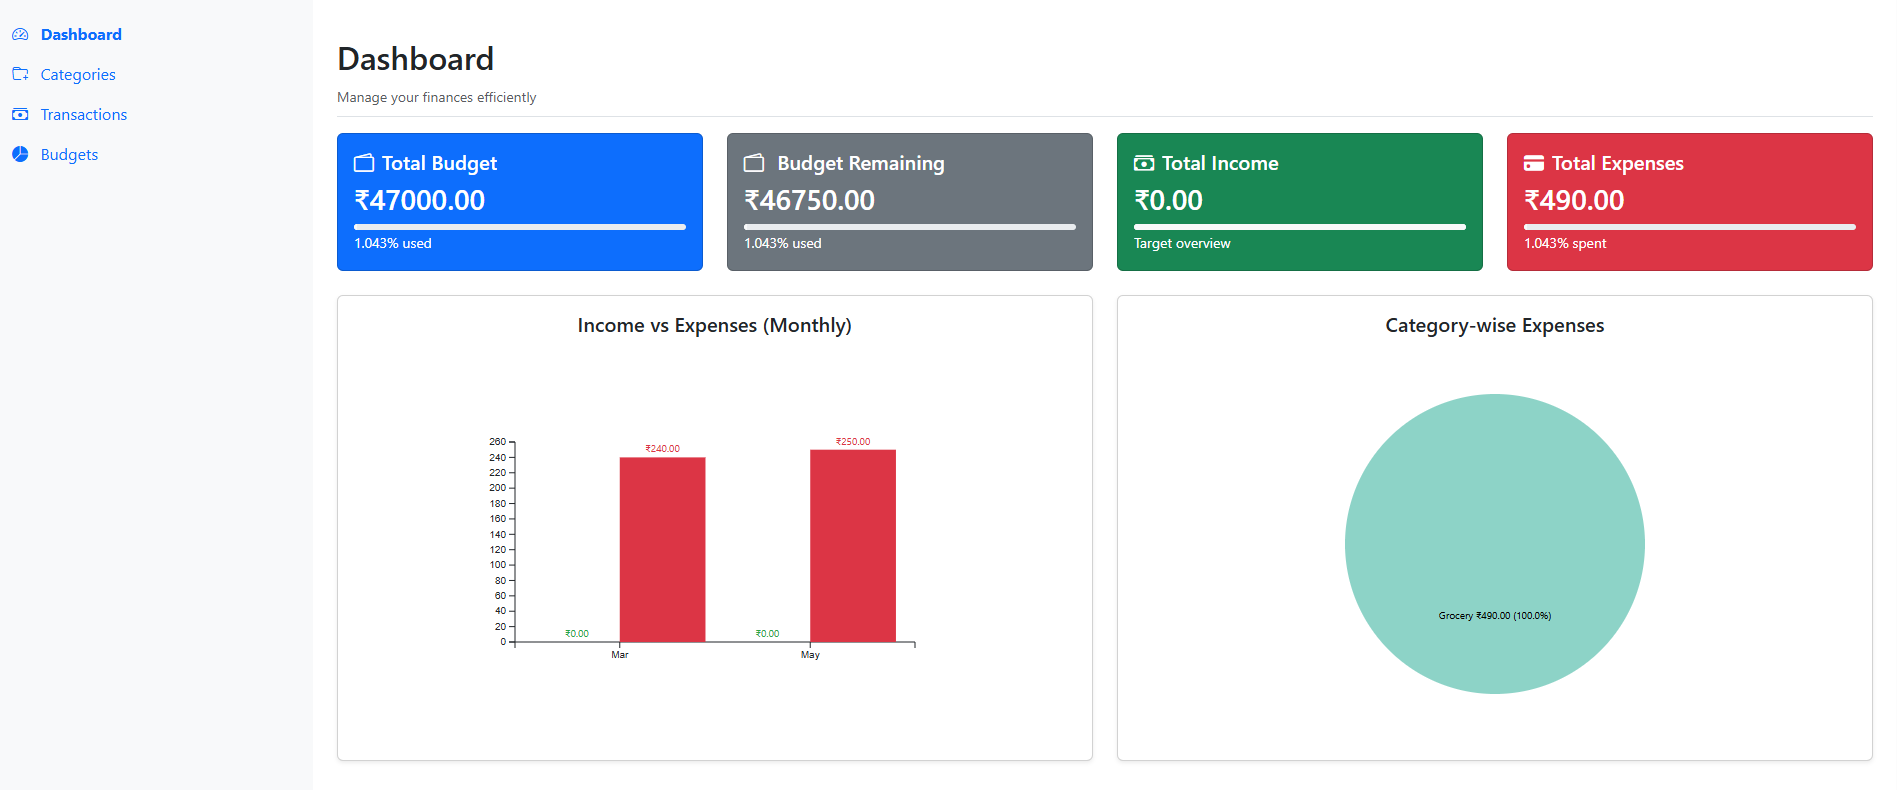 Dashboard
Categories
Transactions
Budgets
Dashboard
Manage your finances efficiently
Total Budget
₹47000.00
1.043% used
Budget Remaining
₹46750.00
1.043% used
Total Income
₹0.00
Target overview
Total Expenses
₹490.00
1.043% spent
Income vs Expenses (Monthly)
260
240
220
200
180
160
140
120
100
80
60
40
20
0
₹0.00
₹240.00
₹0.00
₹250.00
Mar
May
Category-wise Expenses
Grocery ₹490.00 (100.0%)